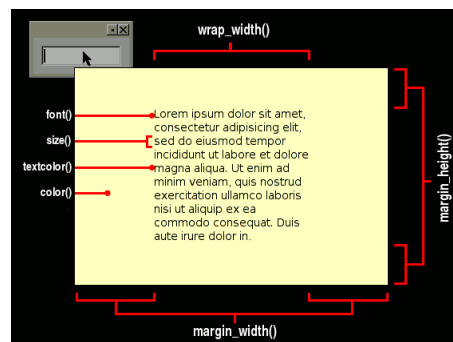 wrap_width()
font()
size()
textcolor()
color()
Lorem ipsum dolor sit amet,
consectetur adipisicing elit,
sed do eiusmod tempor
incididunt ut labore et dolore
magna aliqua. Ut enim ad
minim veniam, quis nostrud
exercitation ullamco laboris
nisi ut aliquip ex ea
commodo consequat. Duis
aute irure dolor in.
margin_height()
margin_width()